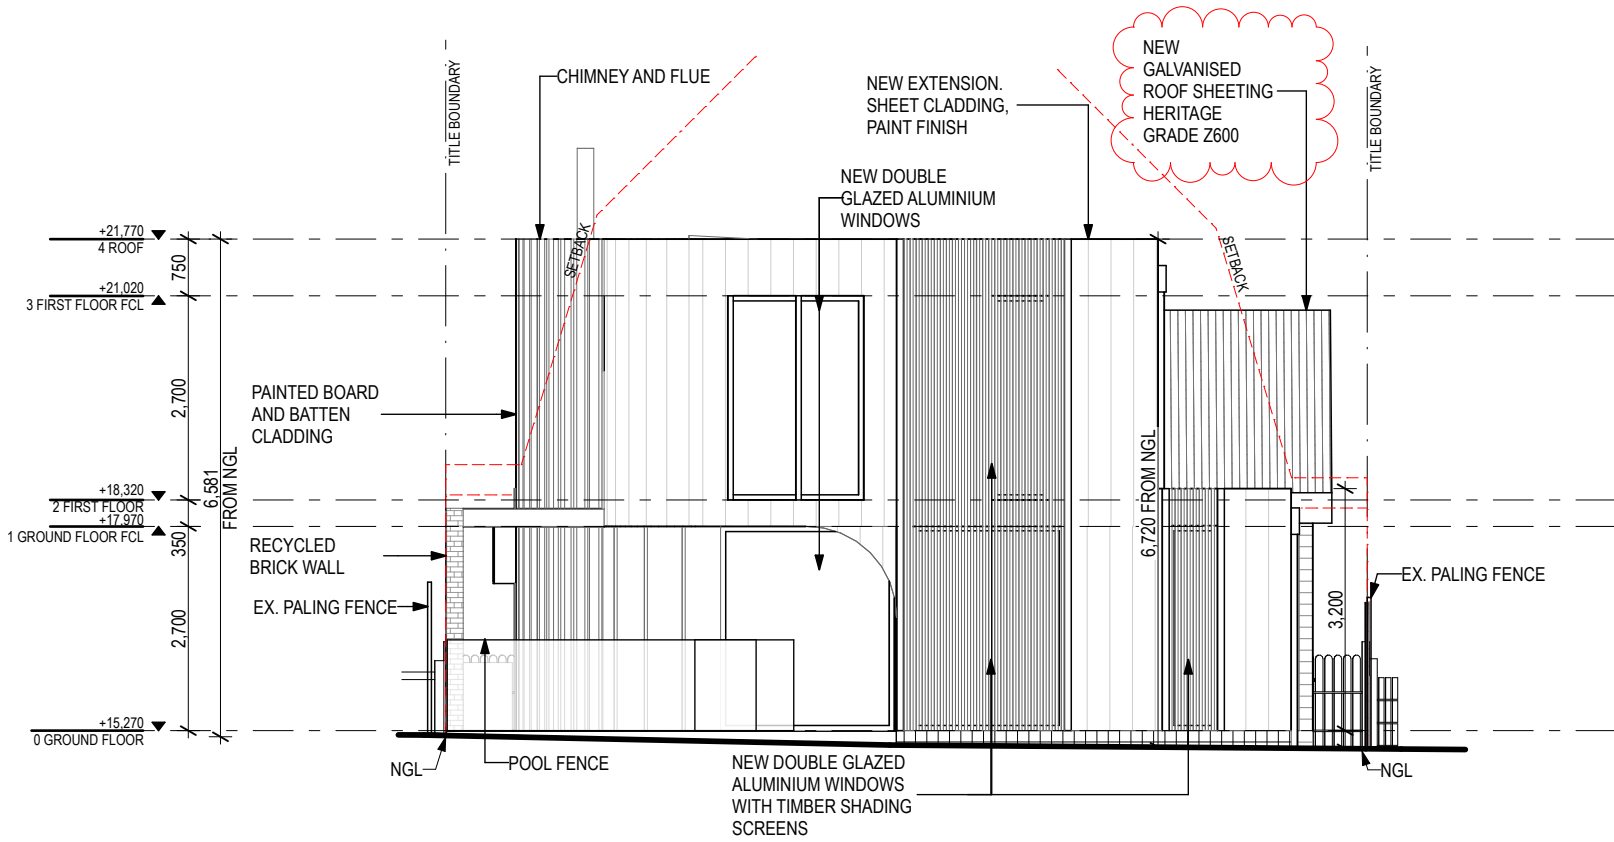 CHIMNEY AND FLUE
NEW EXTENSION.
SHEET CLADDING,
PAINT FINISH
NEW
GALVANISED
ROOF SHEETING
HERITAGE
GRADE Z600
TITLE BOUNDARY
TITLE BOUNDARY
NEW DOUBLE
GLAZED ALUMINIUM
WINDOWS
SETBACK
SETBACK
+21,770
4 ROOF
750
+21,020
3 FIRST FLOOR FCL
2,700
6,581
FROM NGL
PAINTED BOARD
AND BATTEN
CLADDING
+18,320
2 FIRST FLOOR
+17,970
1 GROUND FLOOR FCL
350
RECYCLED
BRICK WALL
EX. PALING FENCE
2,700
+15,270
0 GROUND FLOOR
6,720 FROM NGL
3,200
EX. PALING FENCE
NGL
POOL FENCE
NEW DOUBLE GLAZED
ALUMINIUM WINDOWS
WITH TIMBER SHADING
SCREENS
NGL